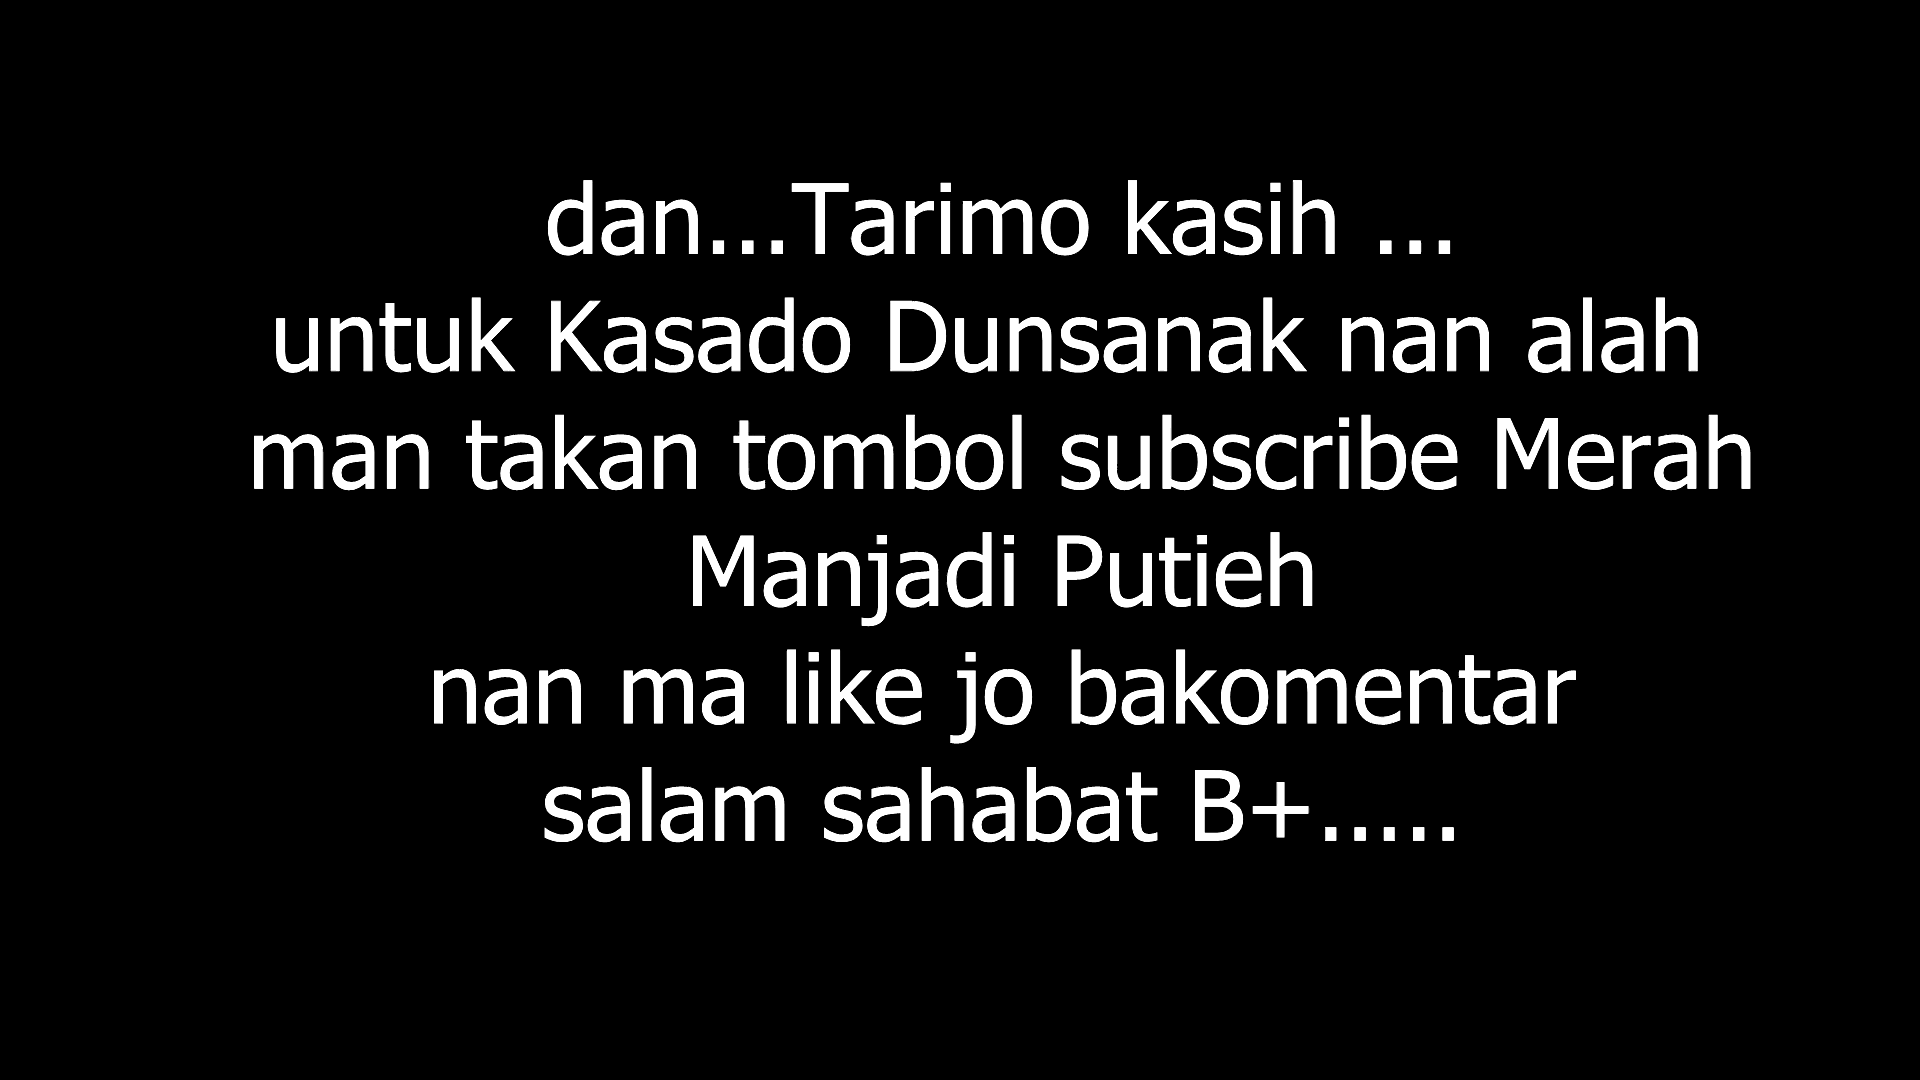 dan...Tarimo kasih ...
untuk Kasado Dunsanak nan alah
man takan tombol subscribe Merah
Manjadi Putieh
nan ma like jo bakomentar
salam sahabat B+.....